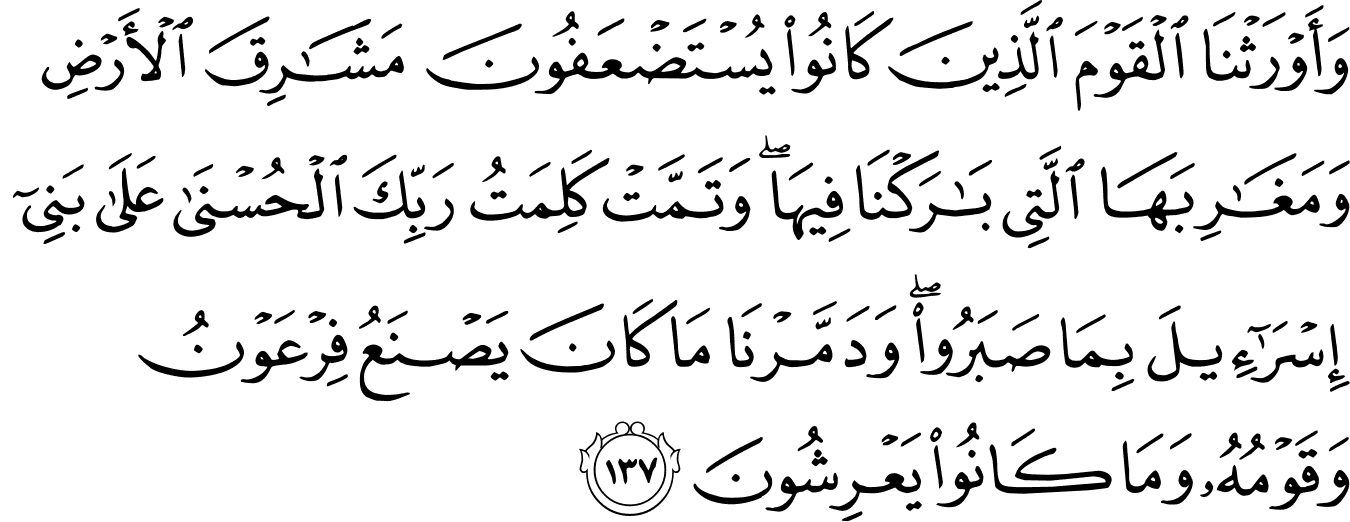 وَأَوۡرَثۡنَا ٱلۡقَوۡمَ ٱلَّذِينَ كَانُواْ يُسۡتَضۡعَفُونَ مَشَٰرِقَ ٱلۡأَرۡضِ
وَمَغَٰرِبَهَا ٱلَّتِي بَٰرَكۡنَا فِيهَاۖ وَتَمَّتۡ كَلِمَتُ رَبِّكَ ٱلۡحُسۡنَىٰ عَلَىٰ بَنِيٓ
إِسۡرَٰٓءِيلَ بِمَا صَبَرُواْۖ وَدَمَّرۡنَا مَا كَانَ يَصۡنَعُ فِرۡعَوۡنُ
وَقَوۡمُهُۥ وَمَا كَانُواْ يَعۡرِشُونَ ١٣٧